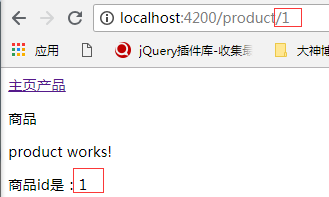 localhost:4200/product/1
应用
jQuery插件库-收集最
大神博
主页产品
商品
product works!
商品id是：1